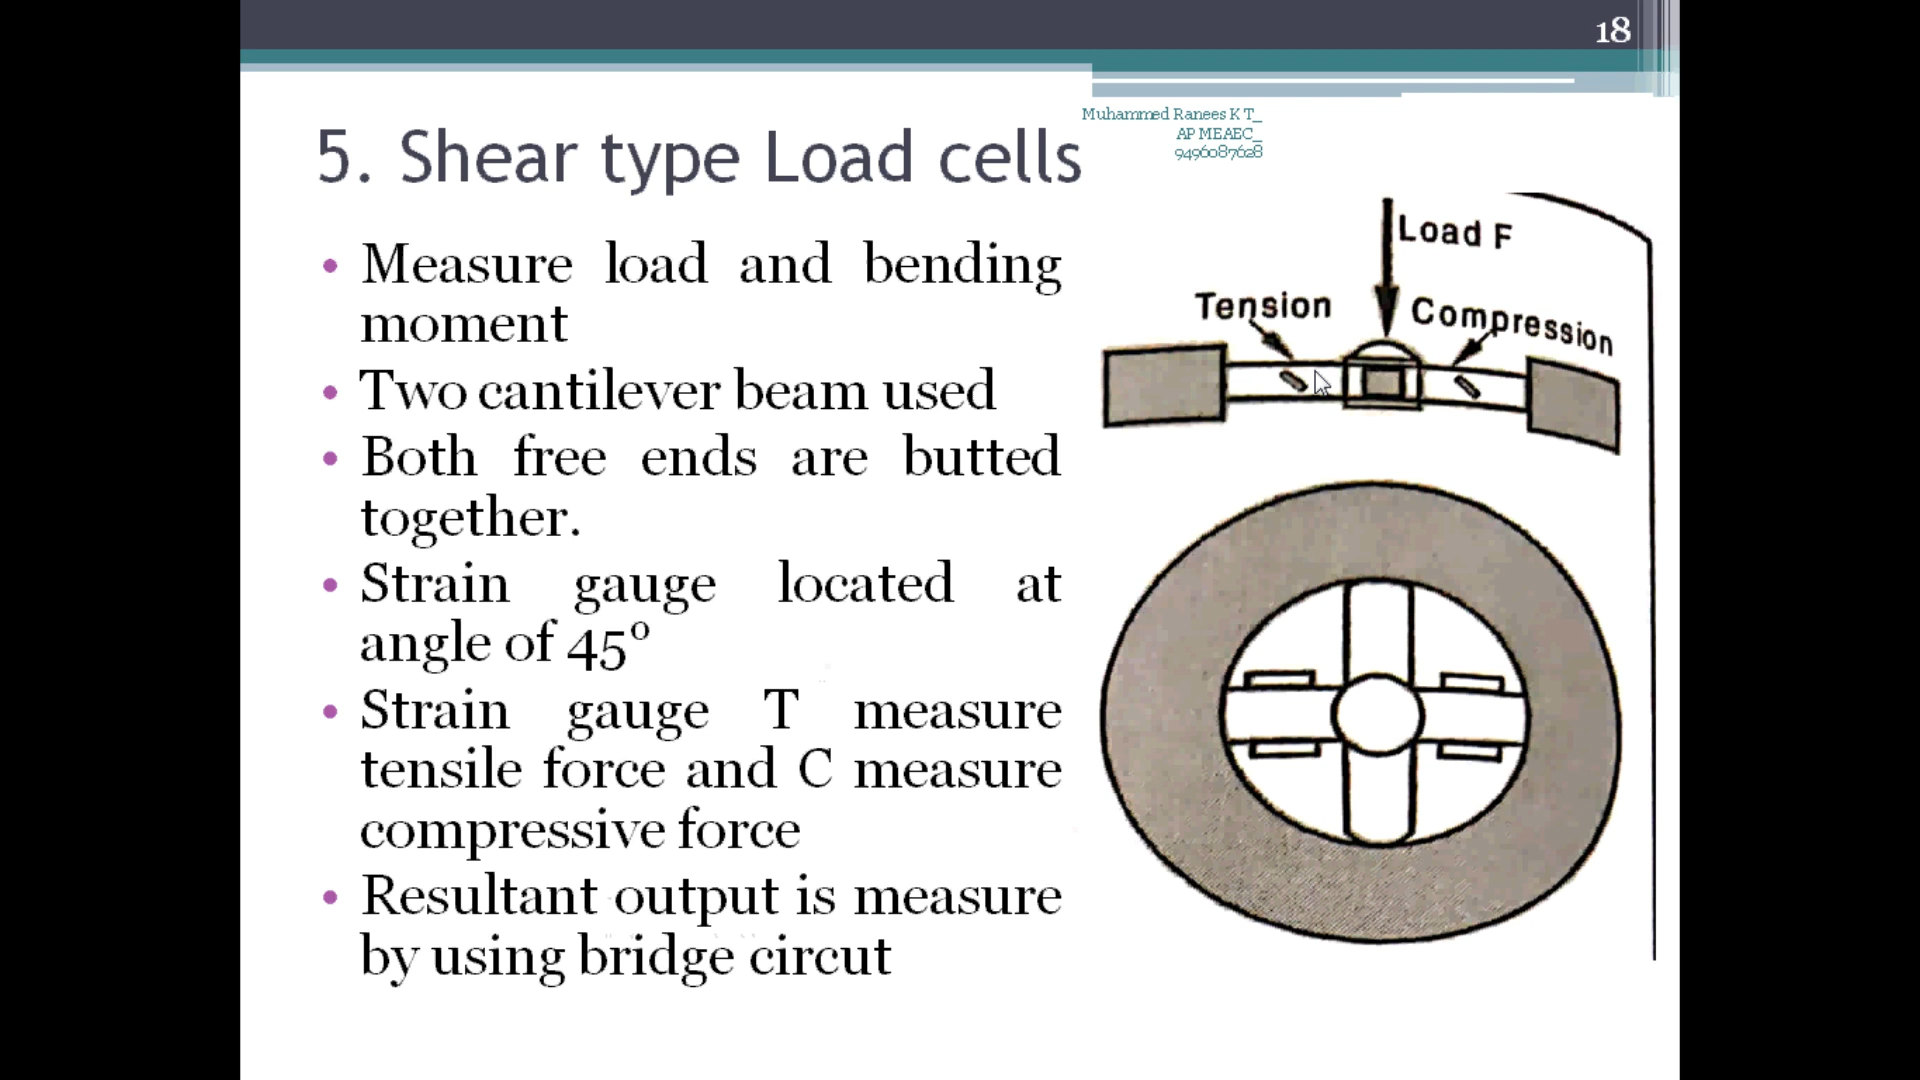 18
Muhammed Ranees K T_
AP MEAEC_
9496087628
5. Shear type Load cells
• Measure load and bending
moment
• Two cantilever beam used
• Both free ends are butted
together.
• Strain gauge located at
angle of 45°
• Strain gauge T measure
tensile force and C measure
compressive force
• Resultant output is measure
by using bridge circut
Load F
Tension
Compression